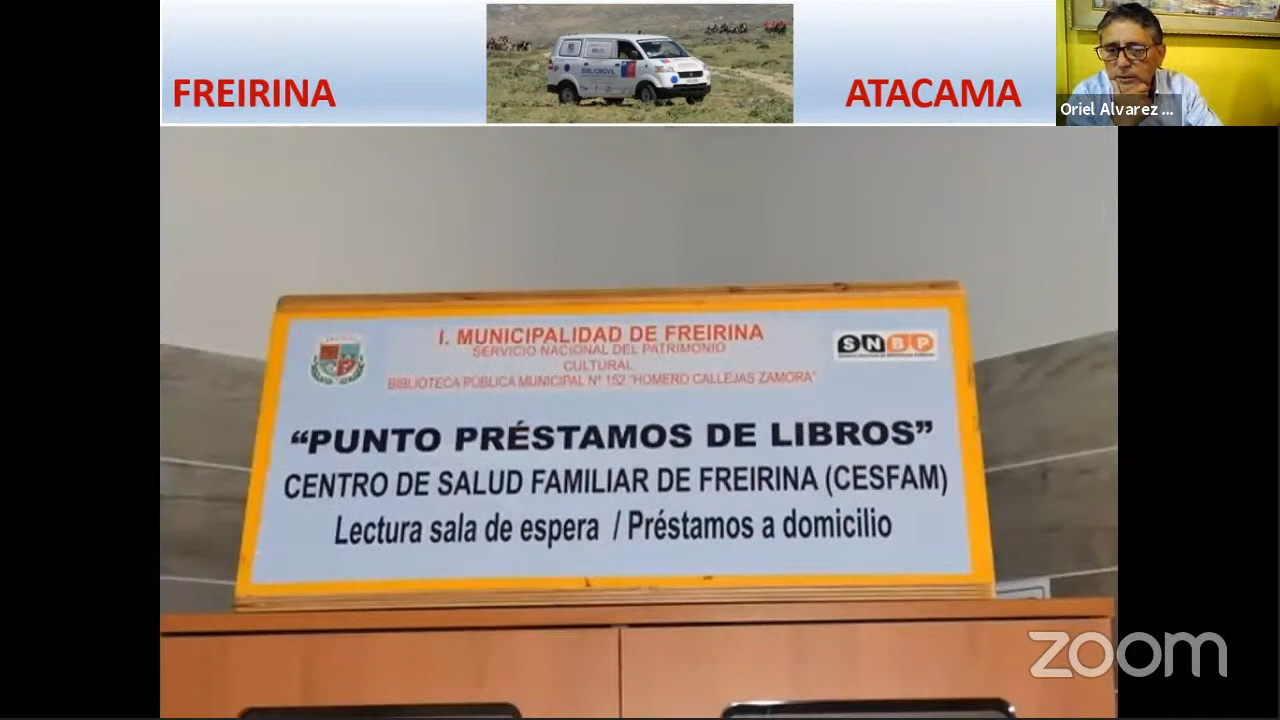 FREIRINA
BIBLIOMÓVIL
ATACAMA
Oriel Alvarez ...
I. MUNICIPALIDAD DE FREIRINA
SERVICIO NACIONAL DEL PATRIMONIO
CULTURAL
BIBLIOTECA PÚBLICA MUNICIPAL Nº 152 "HOMERO CALLEJAS ZAMORA"
SNBP
“PUNTO PRÉSTAMOS DE LIBROS”
CENTRO DE SALUD FAMILIAR DE FREIRINA (CESFAM)
Lectura sala de espera / Préstamos a domicilio
zoom